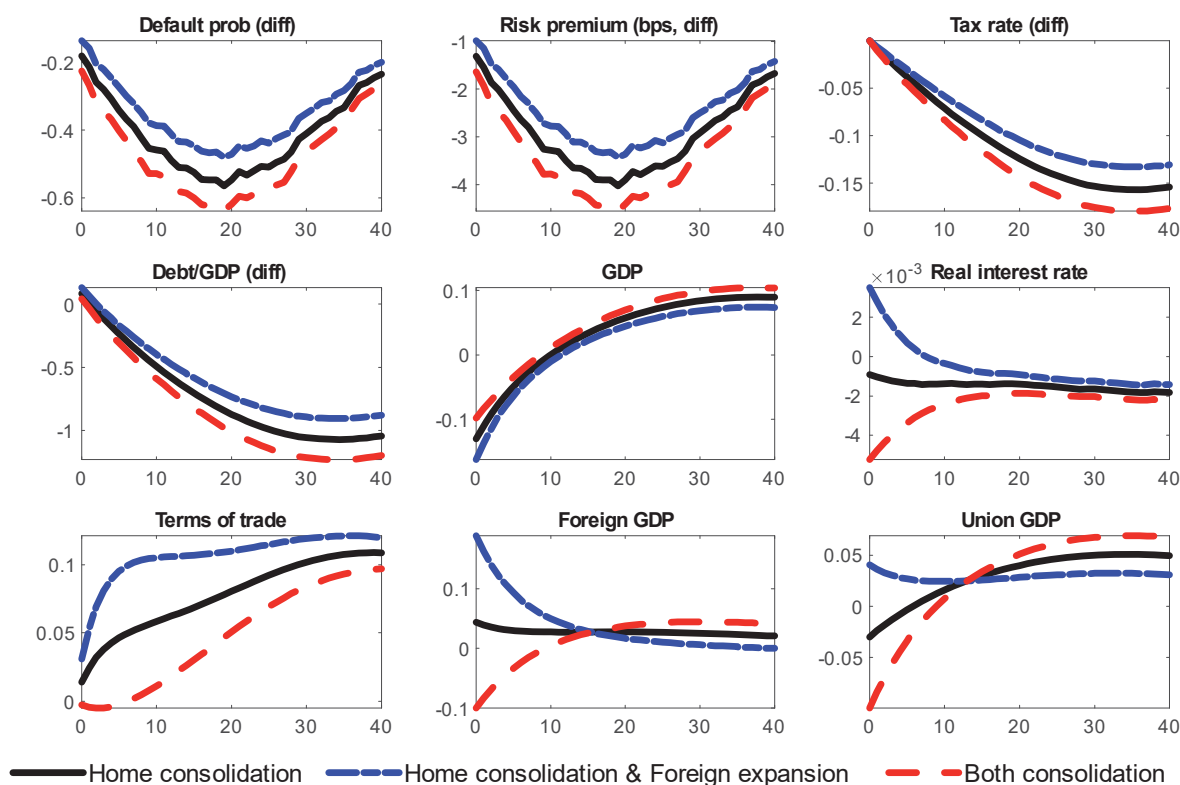 Default prob (diff)
-0.2
-0.4
-0.6
0 10 20 30 40
Risk premium (bps, diff)
-1
-2
-3
-4
0 10 20 30 40
Tax rate (diff)
-0.05
-0.1
-0.15
0 10 20 30 40
Debt/GDP (diff)
0
-0.5
-1
0 10 20 30 40
GDP
0.1
0
-0.1
0 10 20 30 40
×10⁻³ Real interest rate
2
0
-2
-4
0 10 20 30 40
Terms of trade
0.1
0.05
0
0 10 20 30 40
Foreign GDP
0.1
0
-0.1
0 10 20 30 40
Union GDP
0.05
0
-0.05
0 10 20 30 40
Home consolidation Home consolidation & Foreign expansion Both consolidation